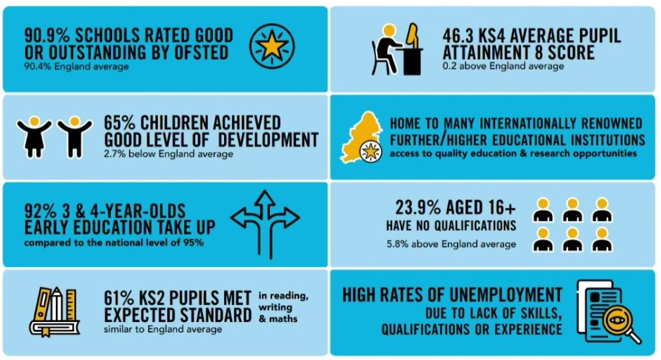 90.9% SCHOOLS RATED GOOD
OR OUTSTANDING BY OFSTED
90.4% England average
46.3 KS4 AVERAGE PUPIL
ATTAINMENT 8 SCORE
0.2 above England average
65% CHILDREN ACHIEVED
GOOD LEVEL OF DEVELOPMENT
2.7% below England average
HOME TO MANY INTERNATIONALLY RENOWNED
FURTHER/HIGHER EDUCATIONAL INSTITUTIONS
access to quality education & research opportunities
92% 3 & 4-YEAR-OLDS
EARLY EDUCATION TAKE UP
compared to the national level of 95%
23.9% AGED 16+
HAVE NO QUALIFICATIONS
5.8% above England average
61% KS2 PUPILS MET
EXPECTED STANDARD
similar to England average
in reading,
writing
& maths
HIGH RATES OF UNEMPLOYMENT
DUE TO LACK OF SKILLS,
QUALIFICATIONS OR EXPERIENCE